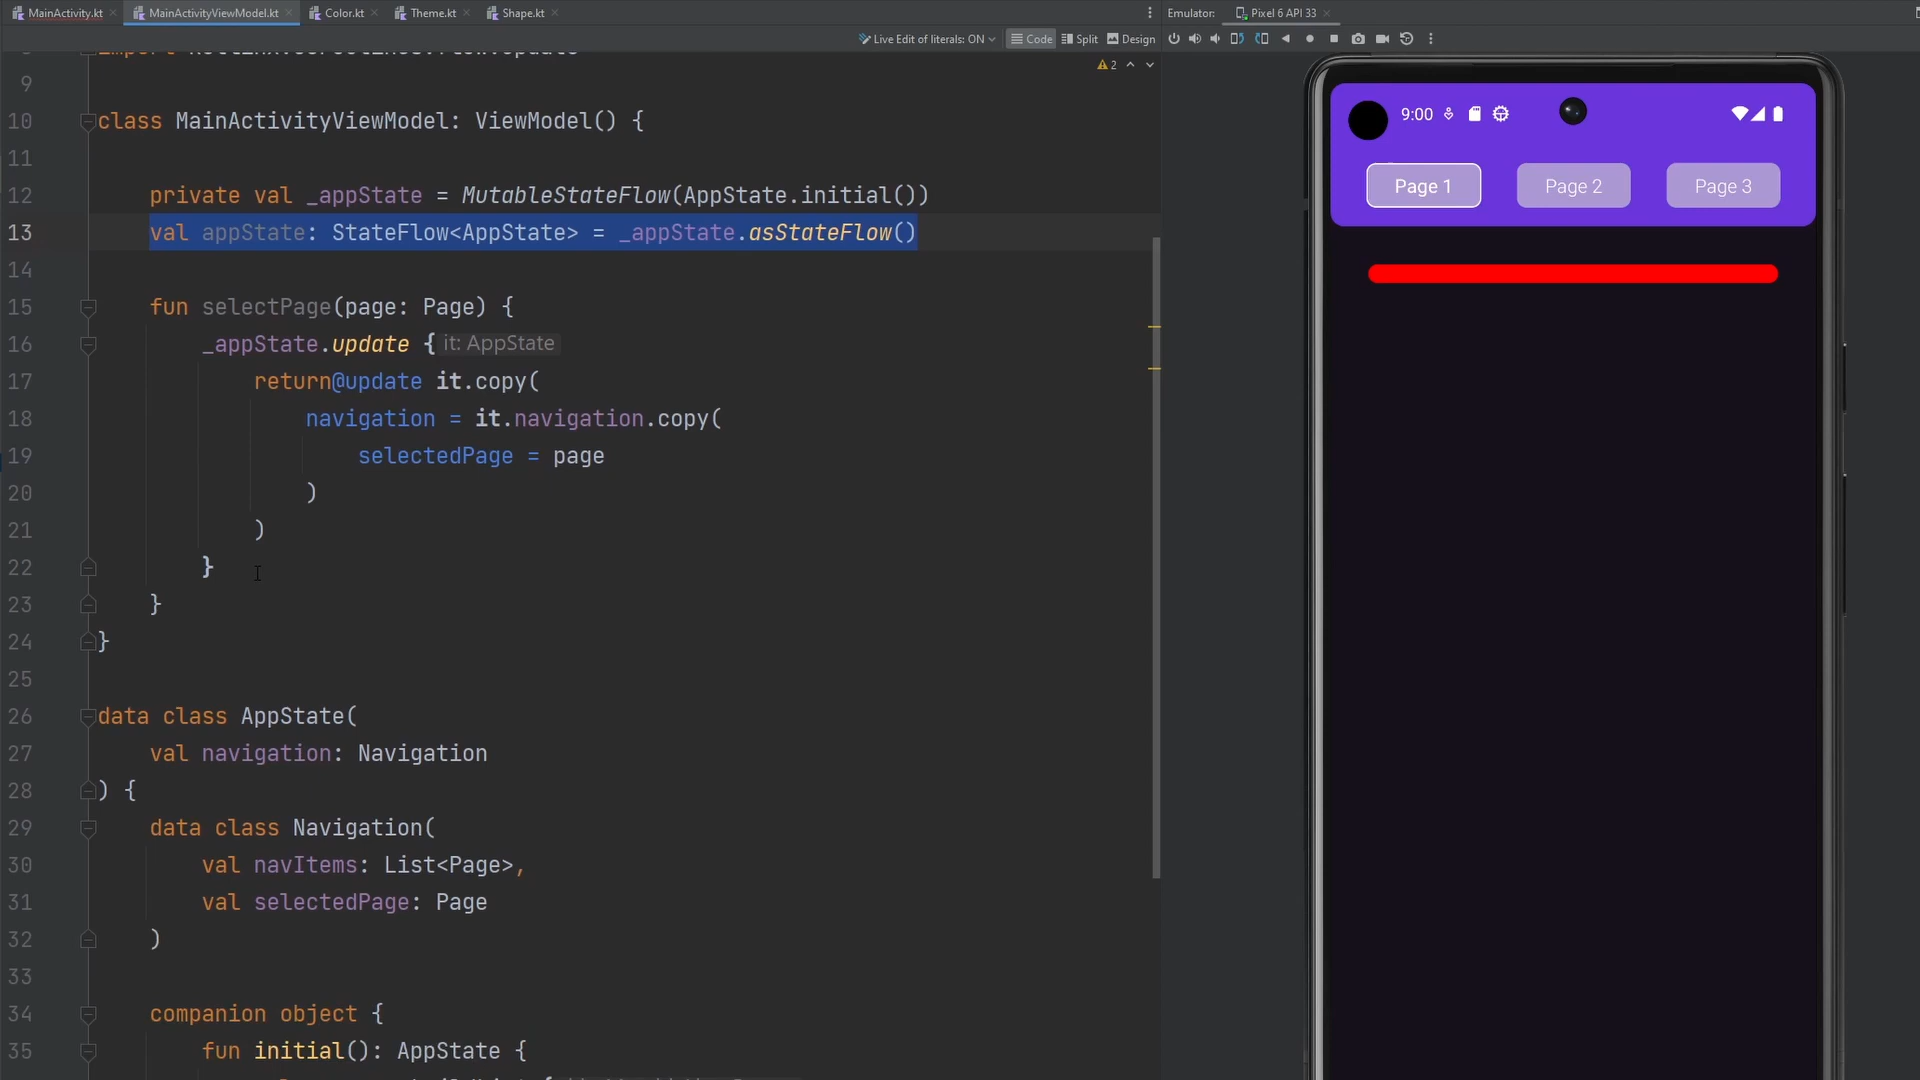 MainActivity.kt MainActivityViewModel.kt Color.kt Theme.kt Shape.kt Emulator: Pixel 6 API 33
Live Edit of literals: ON Code Split Design
9
10 class MainActivityViewModel: ViewModel() {
2
11
12 private val _appState = MutableStateFlow(AppState.initial())
13 val appState: StateFlow<AppState> = _appState.asStateFlow()
14
15 fun selectPage(page: Page) {
16 _appState.update { it: AppState
17 return@update it.copy(
18 navigation = it.navigation.copy(
19 selectedPage = page
20 )
21 )
22 }
23 }
24 }
25
26 data class AppState(
27 val navigation: Navigation
28 ) {
29 data class Navigation(
30 val navItems: List<Page>,
31 val selectedPage: Page
32 )
33
34 companion object {
35 fun initial(): AppState {
9:00
Page 1 Page 2 Page 3